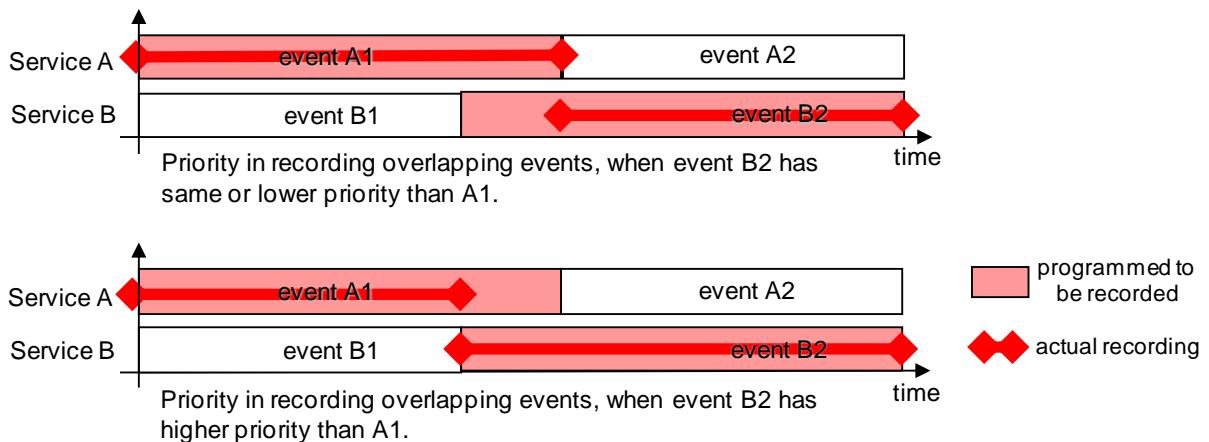 Service A
event A1
event A2
Service B
event B1
event B2
time
Priority in recording overlapping events, when event B2 has
same or lower priority than A1.
Service A
event A1
event A2
Service B
event B1
event B2
time
Priority in recording overlapping events, when event B2 has
higher priority than A1.
programmed to
be recorded
actual recording